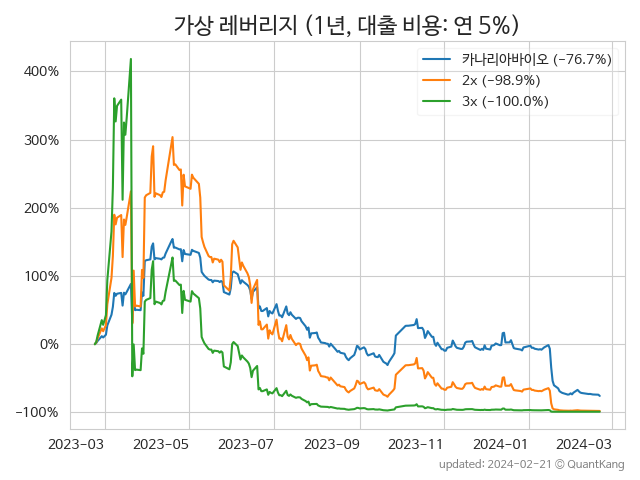 가상 레버리지 (1년, 대출 비용: 연 5%)
카나리아바이오 (-76.7%)
2x (-98.9%)
3x (-100.0%)
400%
300%
200%
100%
0%
-100%
2023-03 2023-05 2023-07 2023-09 2023-11 2024-01 2024-03
updated: 2024-02-21 © QuantKang